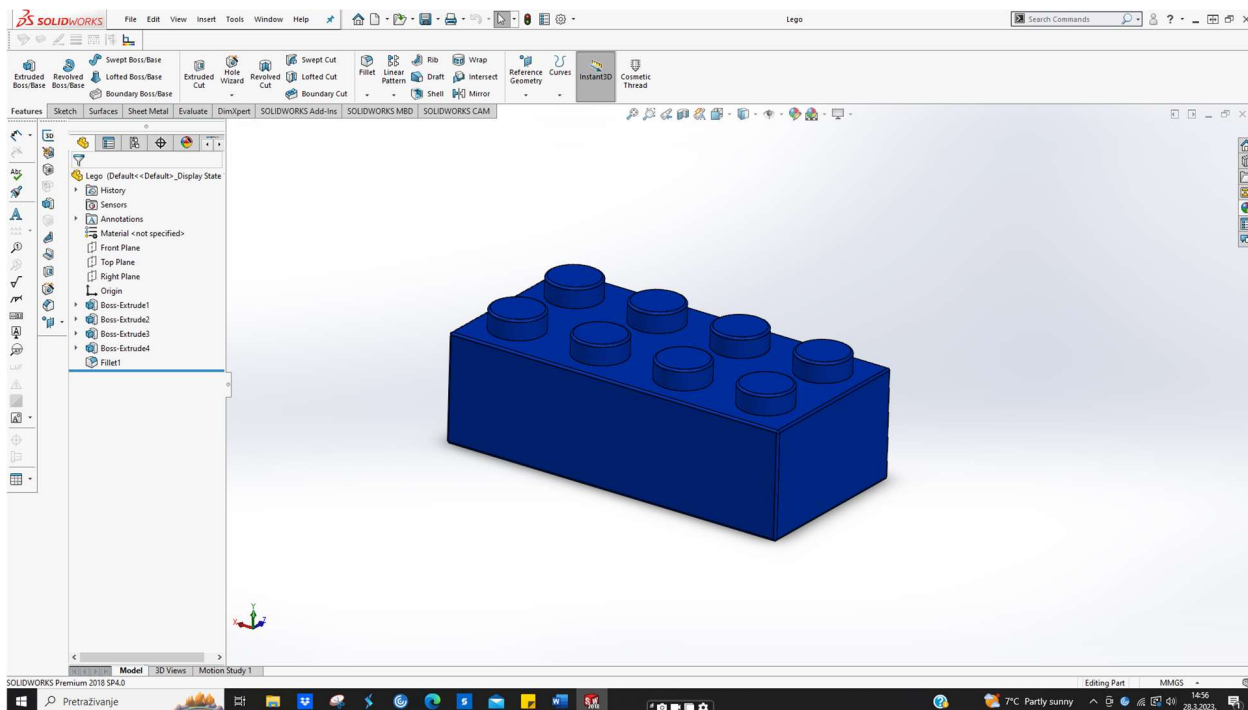 SOLIDWORKS File Edit View Insert Tools Window Help Lego Search Commands
Extruded Boss/Base
Revolved Boss/Base
Swept Boss/Base
Lofted Boss/Base
Boundary Boss/Base
Extruded Cut
Hole Wizard
Revolved Cut
Swept Cut
Lofted Cut
Boundary Cut
Fillet
Linear Pattern
Rib
Draft
Shell
Wrap
Intersect
Mirror
Reference Geometry
Curves
Instant3D
Cosmetic Thread
Features Sketch Surfaces Sheet Metal Evaluate DimXpert SOLIDWORKS Add-Ins SOLIDWORKS MBD SOLIDWORKS CAM
Lego (Default<<Default>_Display State
History
Sensors
Annotations
Material <not specified>
Front Plane
Top Plane
Right Plane
Origin
Boss-Extrude1
Boss-Extrude2
Boss-Extrude3
Boss-Extrude4
Fillet1
Y
X
Z
Model 3D Views Motion Study 1
SOLIDWORKS Premium 2018 SP4.0 Editing Part MMGS
Pretraživanje 7°C Partly sunny 14:56
28.3.2023.